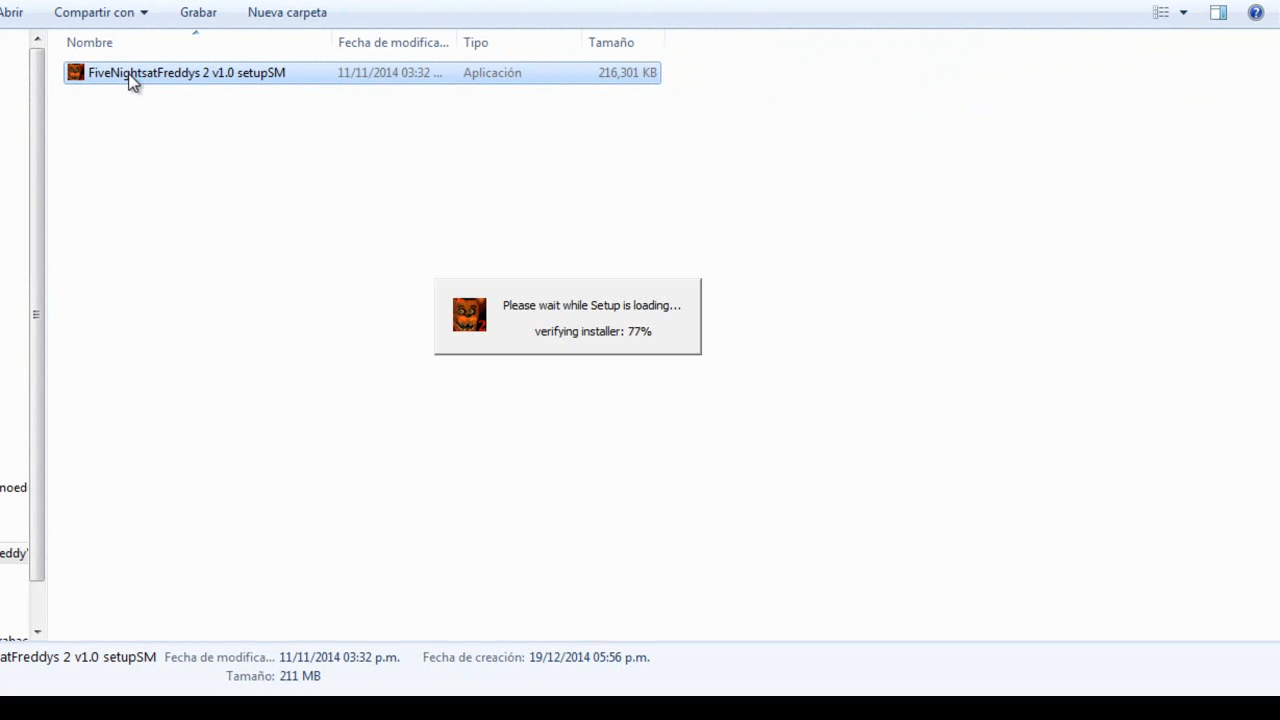 Abrir Compartir con Grabar Nueva carpeta
Nombre Fecha de modifica... Tipo Tamaño
FiveNightsatFreddys 2 v1.0 setupSM 11/11/2014 03:32 ... Aplicación 216,301 KB
Please wait while Setup is loading...
verifying installer: 77%
noed
eddy'
atFreddys 2 v1.0 setupSM Fecha de modifica... 11/11/2014 03:32 p.m. Fecha de creación: 19/12/2014 05:56 p.m.
Tamaño: 211 MB